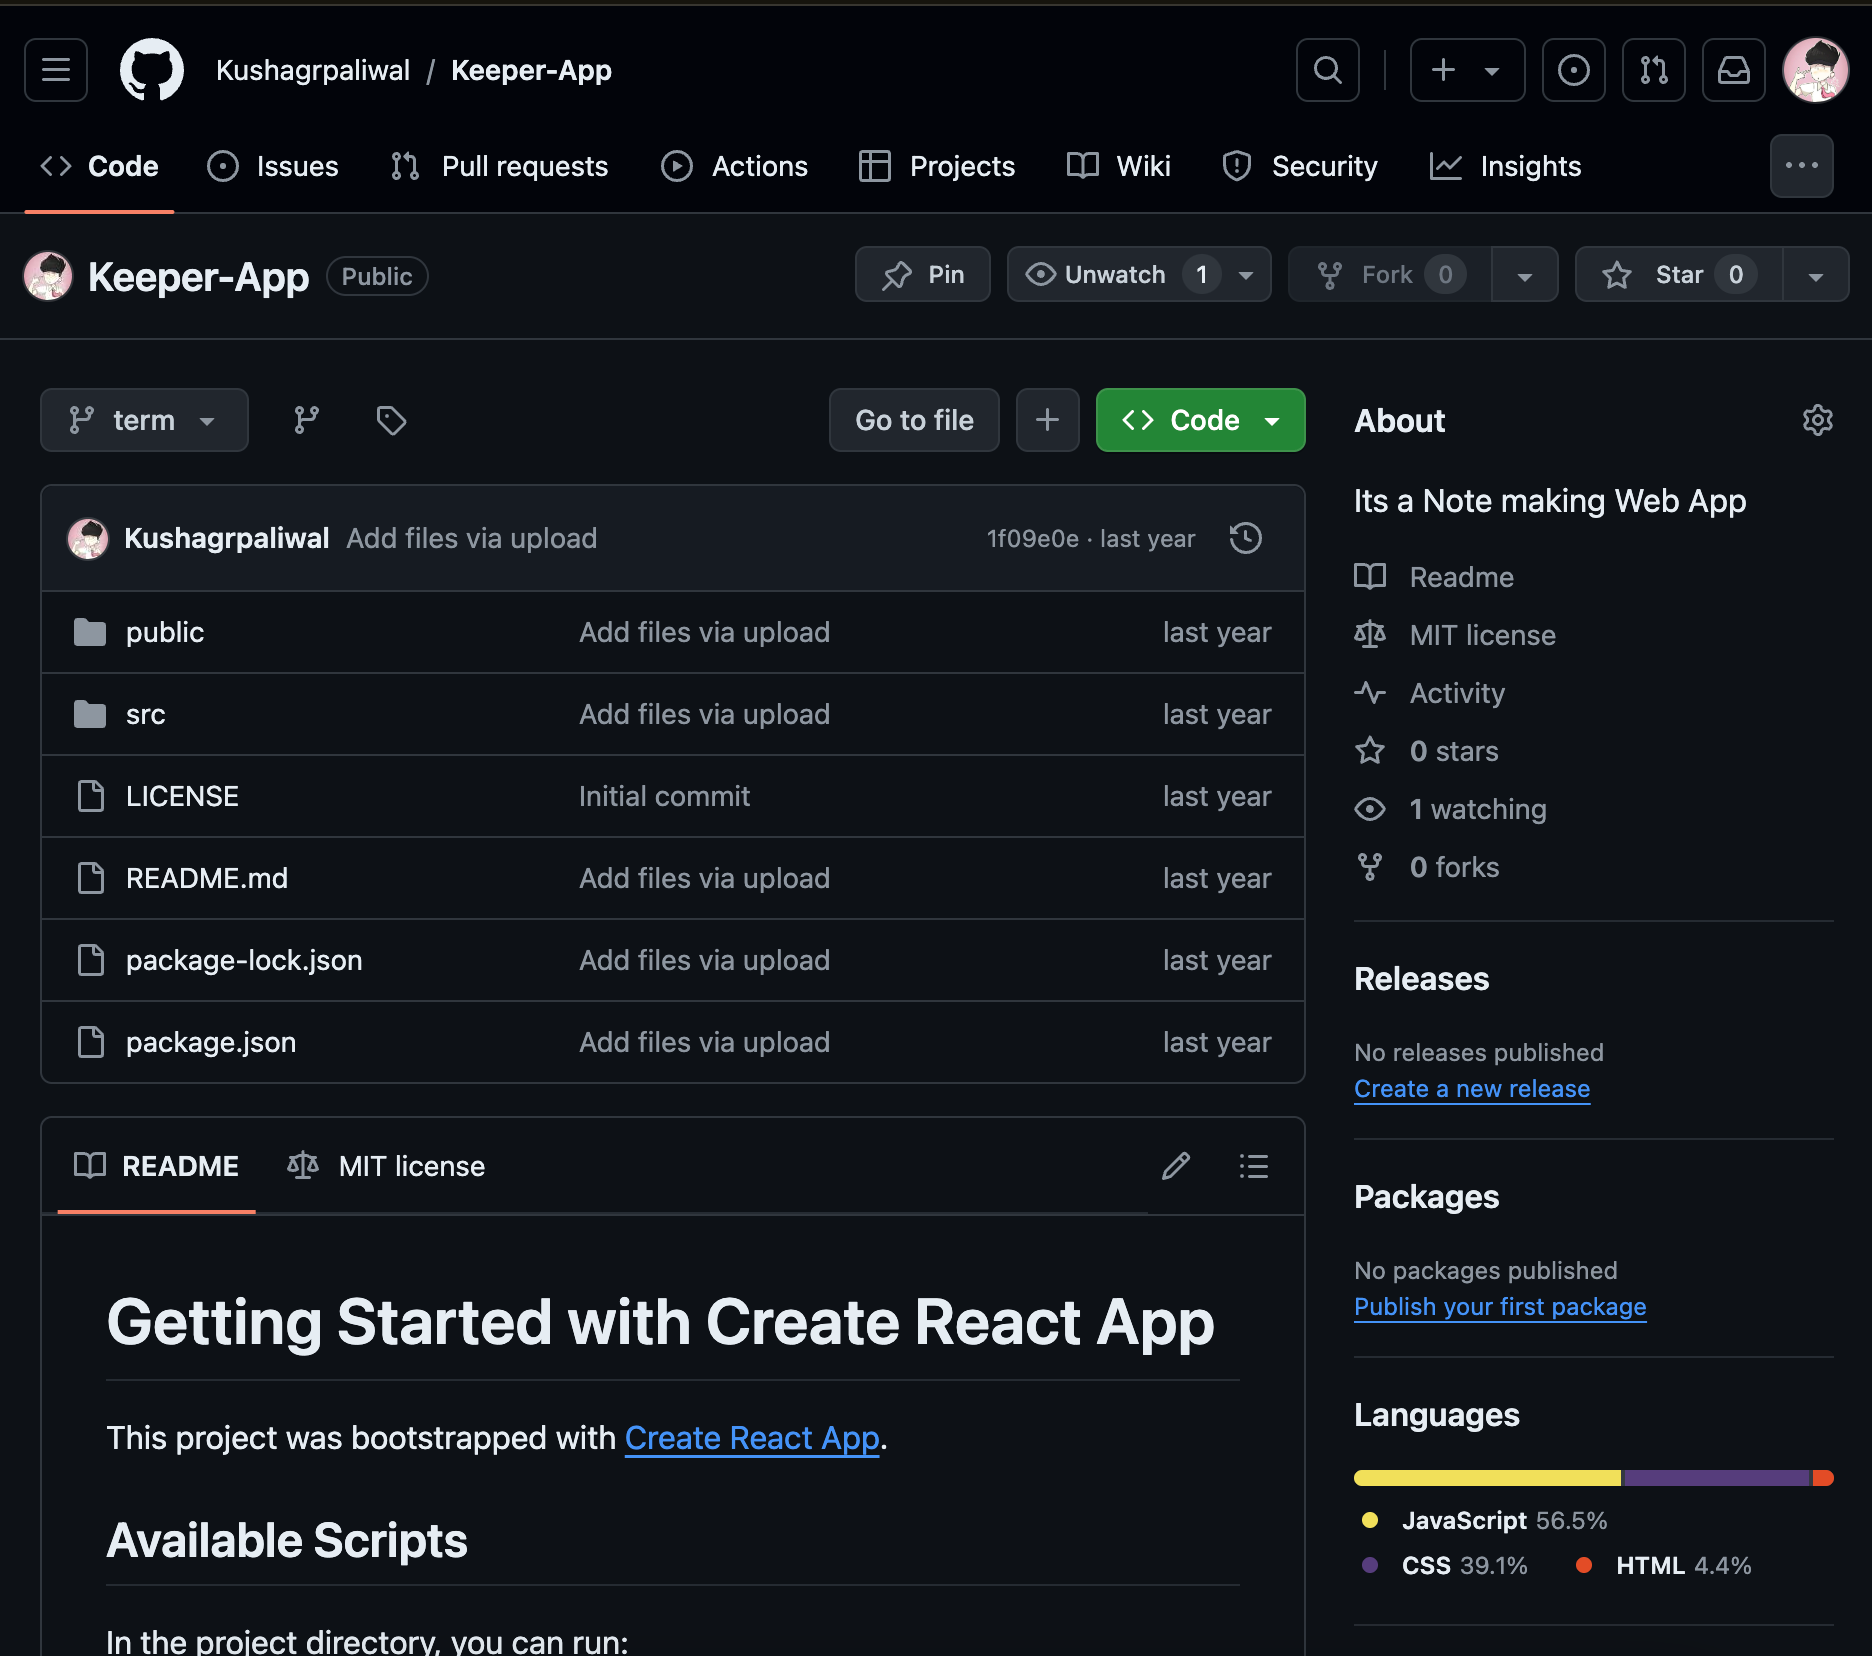 Kushagrpaliwal / Keeper-App
Code Issues Pull requests Actions Projects Wiki Security Insights
Keeper-App Public Pin Unwatch 1 Fork 0 Star 0
term Go to file Code
Kushagrpaliwal Add files via upload 1f09e0e · last year
public Add files via upload last year
src Add files via upload last year
LICENSE Initial commit last year
README.md Add files via upload last year
package-lock.json Add files via upload last year
package.json Add files via upload last year
README MIT license
Getting Started with Create React App
This project was bootstrapped with Create React App.
Available Scripts
In the project directory, you can run:
About
Its a Note making Web App
Readme
MIT license
Activity
0 stars
1 watching
0 forks
Releases
No releases published
Create a new release
Packages
No packages published
Publish your first package
Languages
JavaScript 56.5%
CSS 39.1% HTML 4.4%